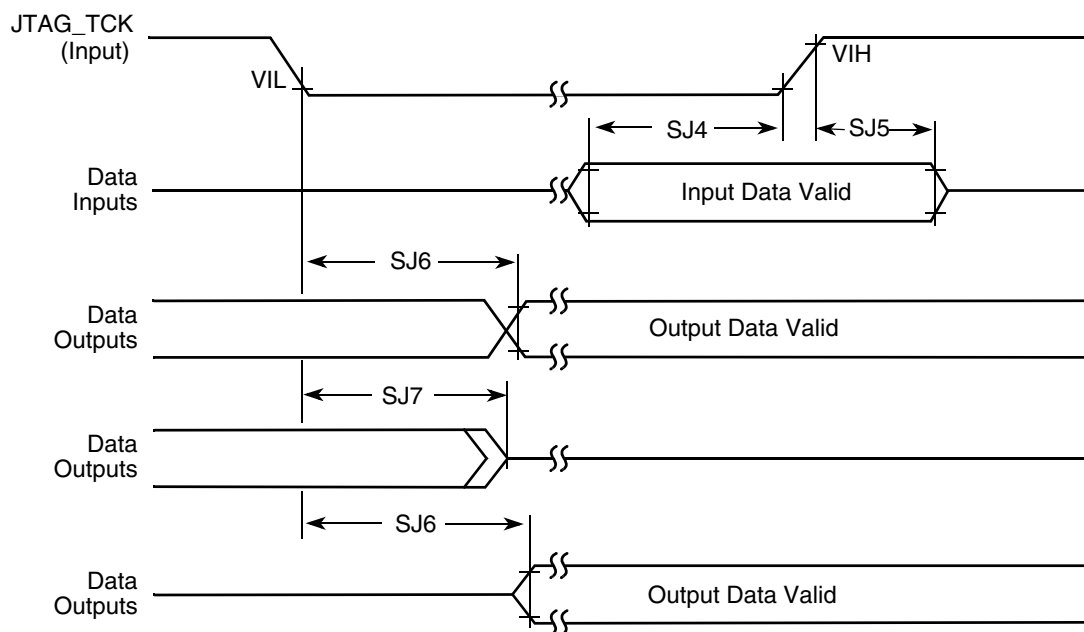 JTAG_TCK
(Input)
VIL
VIH
SJ4
SJ5
Data
Inputs
Input Data Valid
SJ6
Data
Outputs
Output Data Valid
SJ7
Data
Outputs
SJ6
Data
Outputs
Output Data Valid